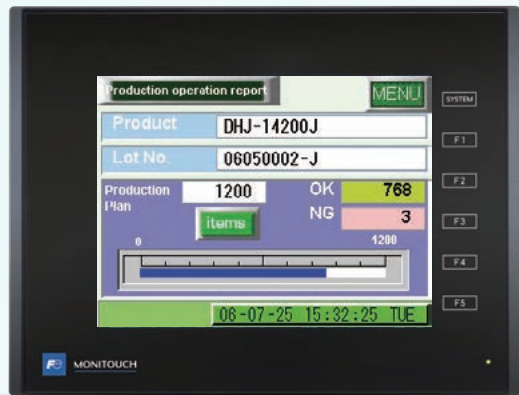 Production operation report MENU
SYSTEM
Product DHJ-14200J
F1
Lot No. 06050002-J
F2
Production Plan 1200 OK 768
items NG 3
F3
0 1200
F4
06-07-25 15:32:25 TUE
F5
MONITOUCH